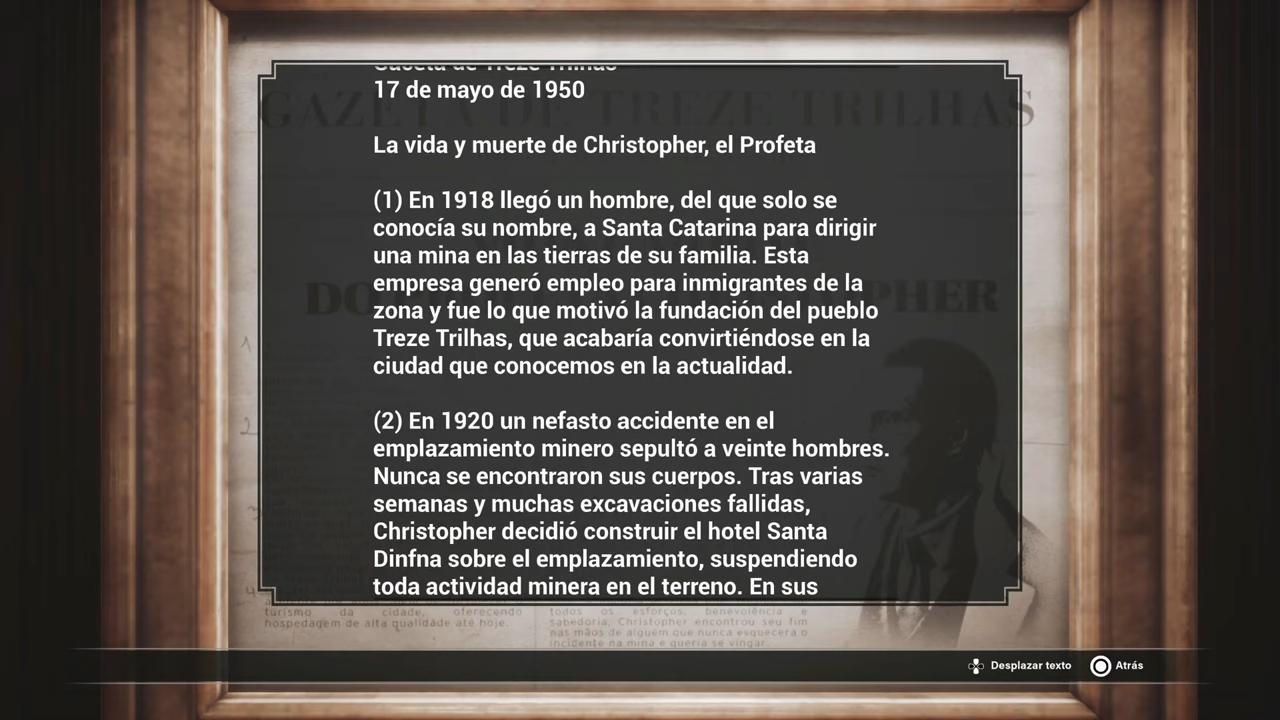 Gaceta de Treze Trilhas
17 de mayo de 1950
GAZETA DE TREZE TRILHAS
La vida y muerte de Christopher, el Profeta
(1) En 1918 llegó un hombre, del que solo se
conocía su nombre, a Santa Catarina para dirigir
una mina en las tierras de su familia. Esta
empresa generó empleo para inmigrantes de la
zona y fue lo que motivó la fundación del pueblo
Treze Trilhas, que acabaría convirtiéndose en la
ciudad que conocemos en la actualidad.
(2) En 1920 un nefasto accidente en el
emplazamiento minero sepultó a veinte hombres.
Nunca se encontraron sus cuerpos. Tras varias
semanas y muchas excavaciones fallidas,
Christopher decidió construir el hotel Santa
Dinfna sobre el emplazamiento, suspendiendo
toda actividad minera en el terreno. En sus
turismo da cidade, oferecendo
hospedagem de alta qualidade até hoje.
todos os esforços, benevolência e
sabedoria, Christopher encontrou seu fim
nas mãos de alguém que nunca esquecera o
incidente na mina e queria se vingar.
Desplazar texto
Atrás